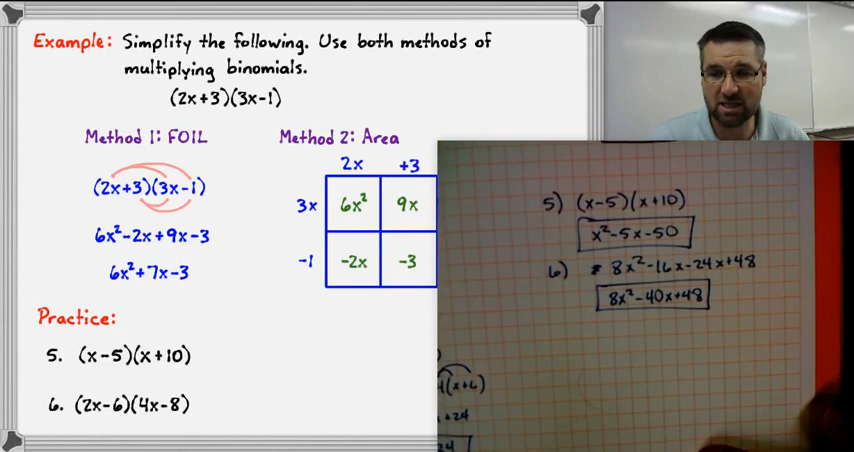 Example: Simplify the following. Use both methods of
multiplying binomials.
(2x+3)(3x-1)
Method 1: FOIL
(2x+3)(3x-1)
6x²-2x+9x-3
6x²+7x-3
Method 2: Area
2x +3
3x 6x² 9x
-1 -2x -3
Practice:
5. (x-5)(x+10)
6. (2x-6)(4x-8)
5) (x-5)(x+10)
x²-5x-50
6) 8x²-16x-24x+48
8x²-40x+48
(x+6)
+24
24